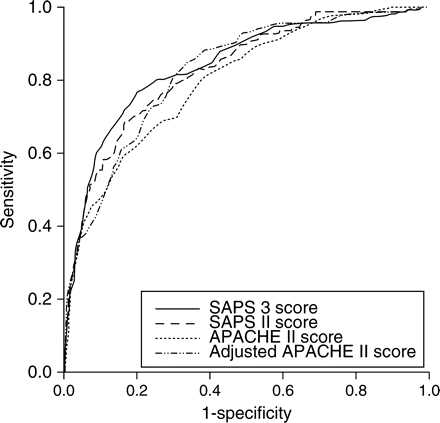 1.0
0.8
0.6
0.4
0.2
0.0
Sensitivity
SAPS 3 score
SAPS II score
APACHE II score
Adjusted APACHE II score
0.0 0.2 0.4 0.6 0.8 1.0
1-specificity